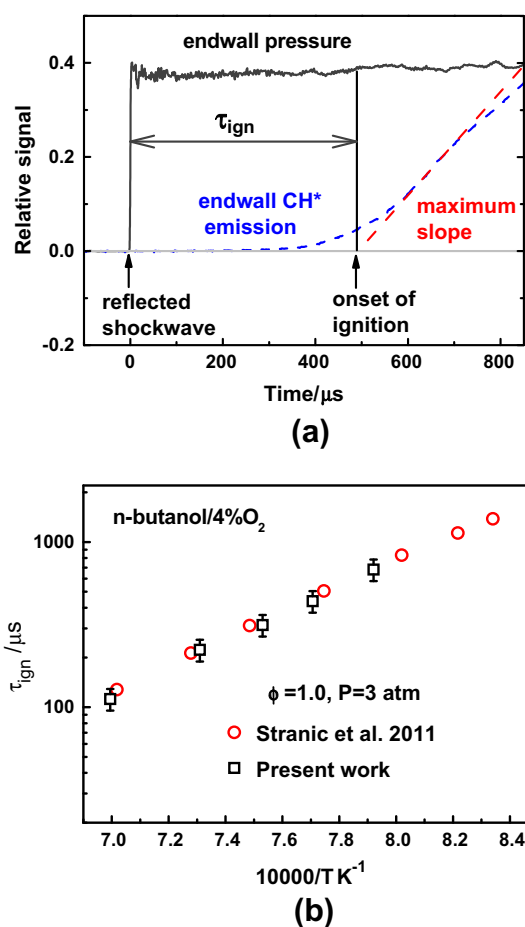 (a)
endwall pressure
0.4
τign
0.2
endwall CH*
emission
maximum
slope
0.0
reflected
shockwave
onset of
ignition
-0.2
Relative signal
0 200 400 600 800
Time/μs
(a)
n-butanol/4%O2
1000
τign /μs
ϕ =1.0, P=3 atm
100
Stranic et al. 2011
Present work
7.0 7.2 7.4 7.6 7.8 8.0 8.2 8.4
10000/TK⁻¹
(b)